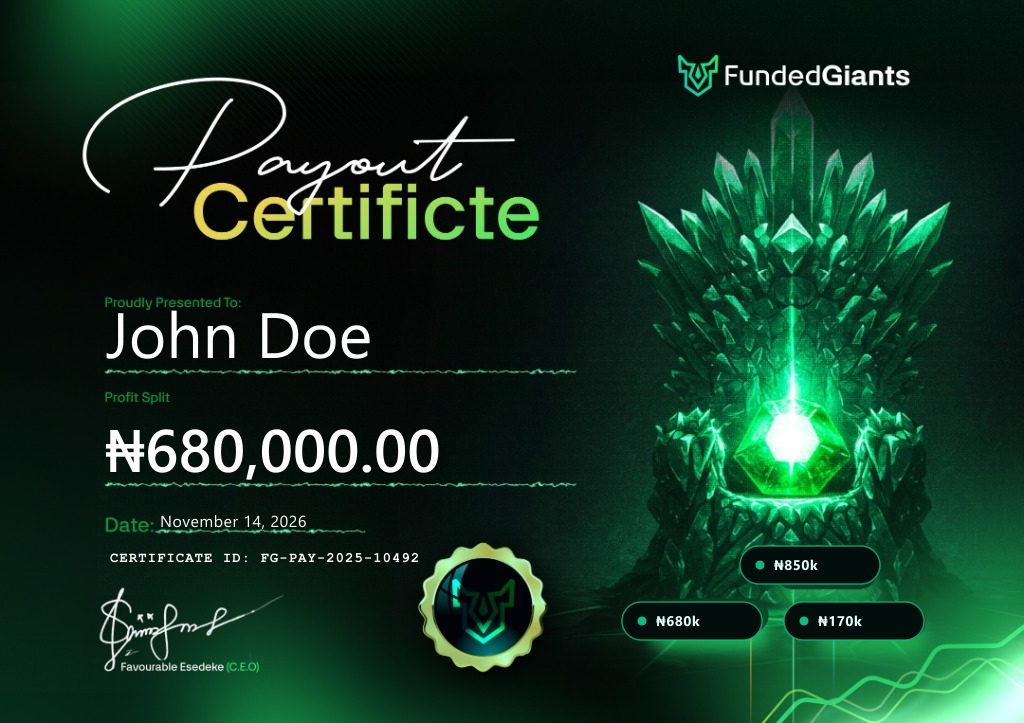 FundedGiants
Payout
Certificte
Proudly Presented To:
John Doe
Profit Split
₦680,000.00
Date: November 14, 2026
CERTIFICATE ID: FG-PAY-2025-10492
Favourable Esedeke (C.E.O)
₦850k
₦680k
₦170k